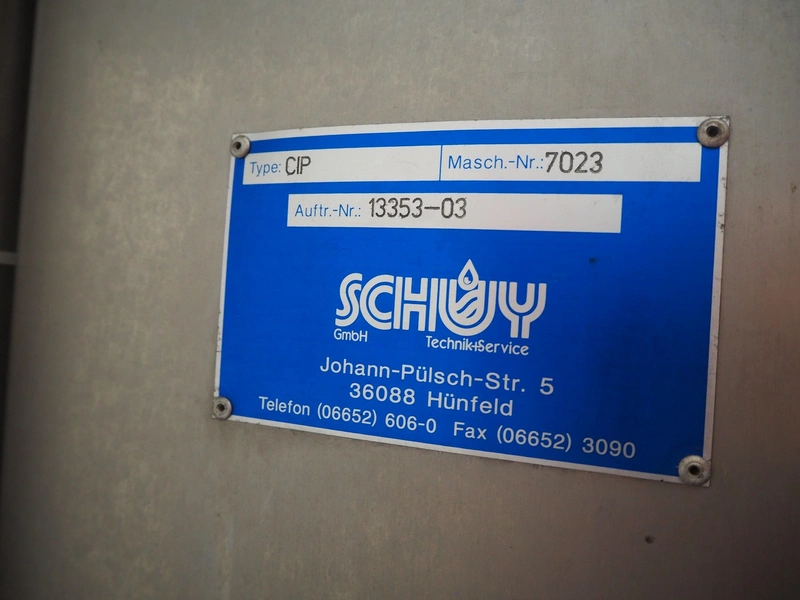 Type: CIP Masch.-Nr.: 7023
Auftr.-Nr.: 13353-03
SCHUY
GmbH Technik+Service
Johann-Pülsch-Str. 5
36088 Hünfeld
Telefon (06652) 606-0 Fax (06652) 3090